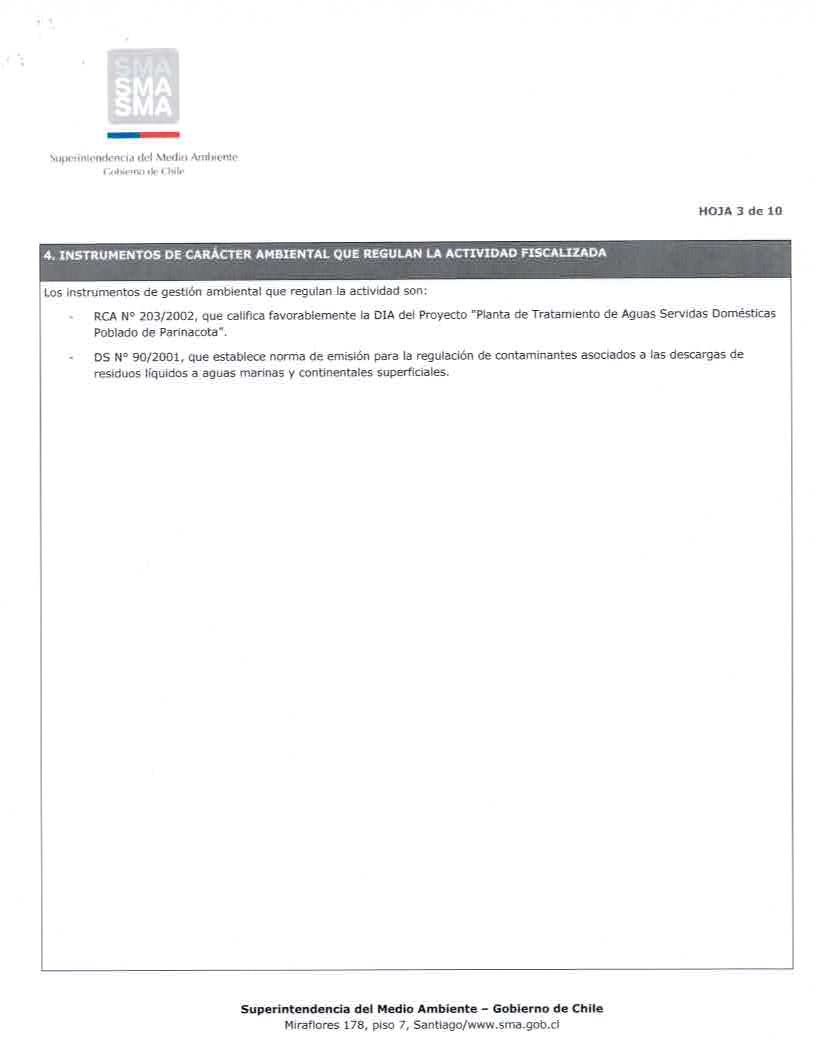 SMA
SMA
SMA
Superintendencia del Medio Ambiente
Gobierno de Chile
HOJA 3 de 10
4. INSTRUMENTOS DE CARÁCTER AMBIENTAL QUE REGULAN LA ACTIVIDAD FISCALIZADA
Los instrumentos de gestión ambiental que regulan la actividad son:
- RCA N° 203/2002, que califica favorablemente la DIA del Proyecto "Planta de Tratamiento de Aguas Servidas Domésticas
Poblado de Parinacota".
- DS N° 90/2001, que establece norma de emisión para la regulación de contaminantes asociados a las descargas de
residuos líquidos a aguas marinas y continentales superficiales.
Superintendencia del Medio Ambiente – Gobierno de Chile
Miraflores 178, piso 7, Santiago/www.sma.gob.cl